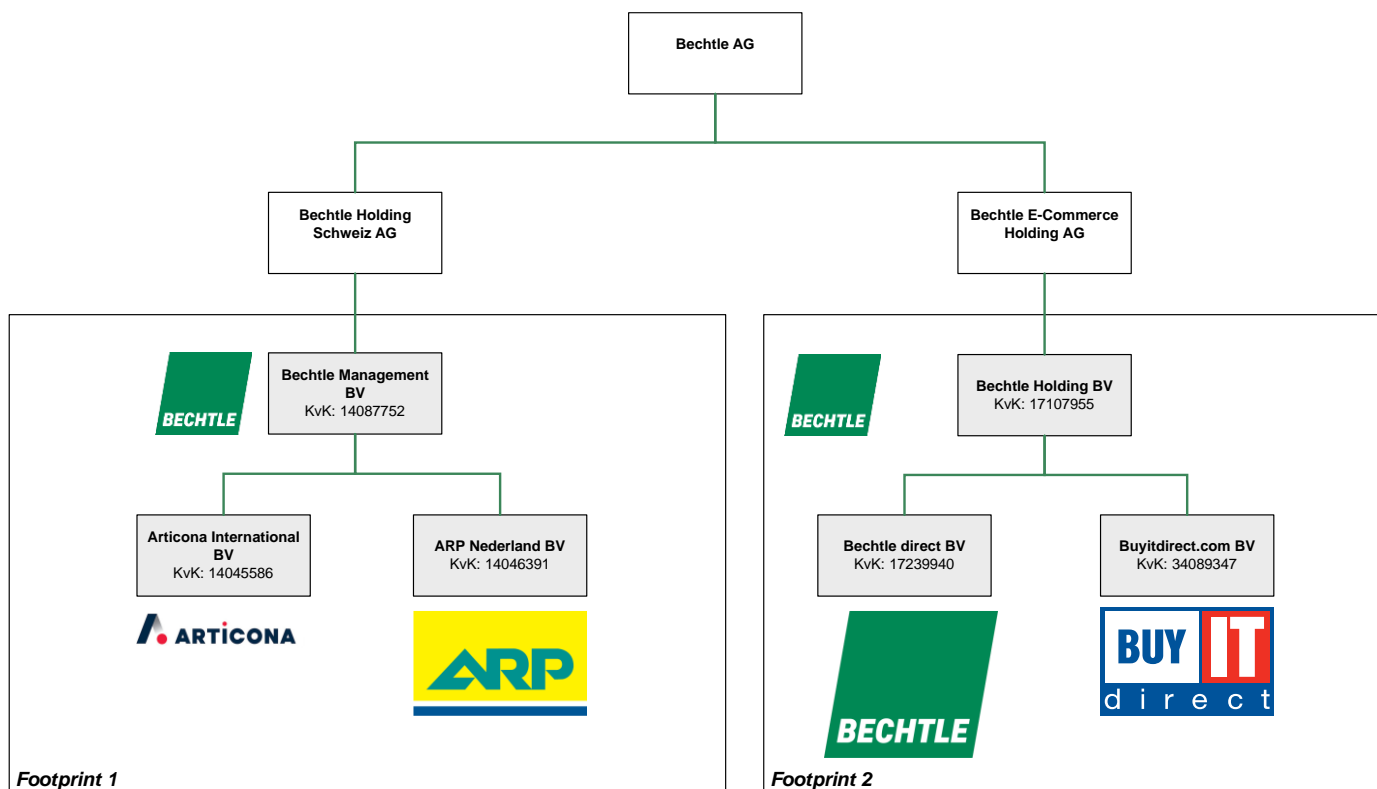 Bechtle AG
Bechtle Holding
Schweiz AG
Bechtle E-Commerce
Holding AG
BECHTLE
Bechtle Management
BV
KvK: 14087752
BECHTLE
Bechtle Holding BV
KvK: 17107955
Articona International
BV
KvK: 14045586
ARP Nederland BV
KvK: 14046391
Bechtle direct BV
KvK: 17239940
Buyitdirect.com BV
KvK: 34089347
ARTICONA
ARP
BECHTLE
BUY IT
direct
Footprint 1
Footprint 2